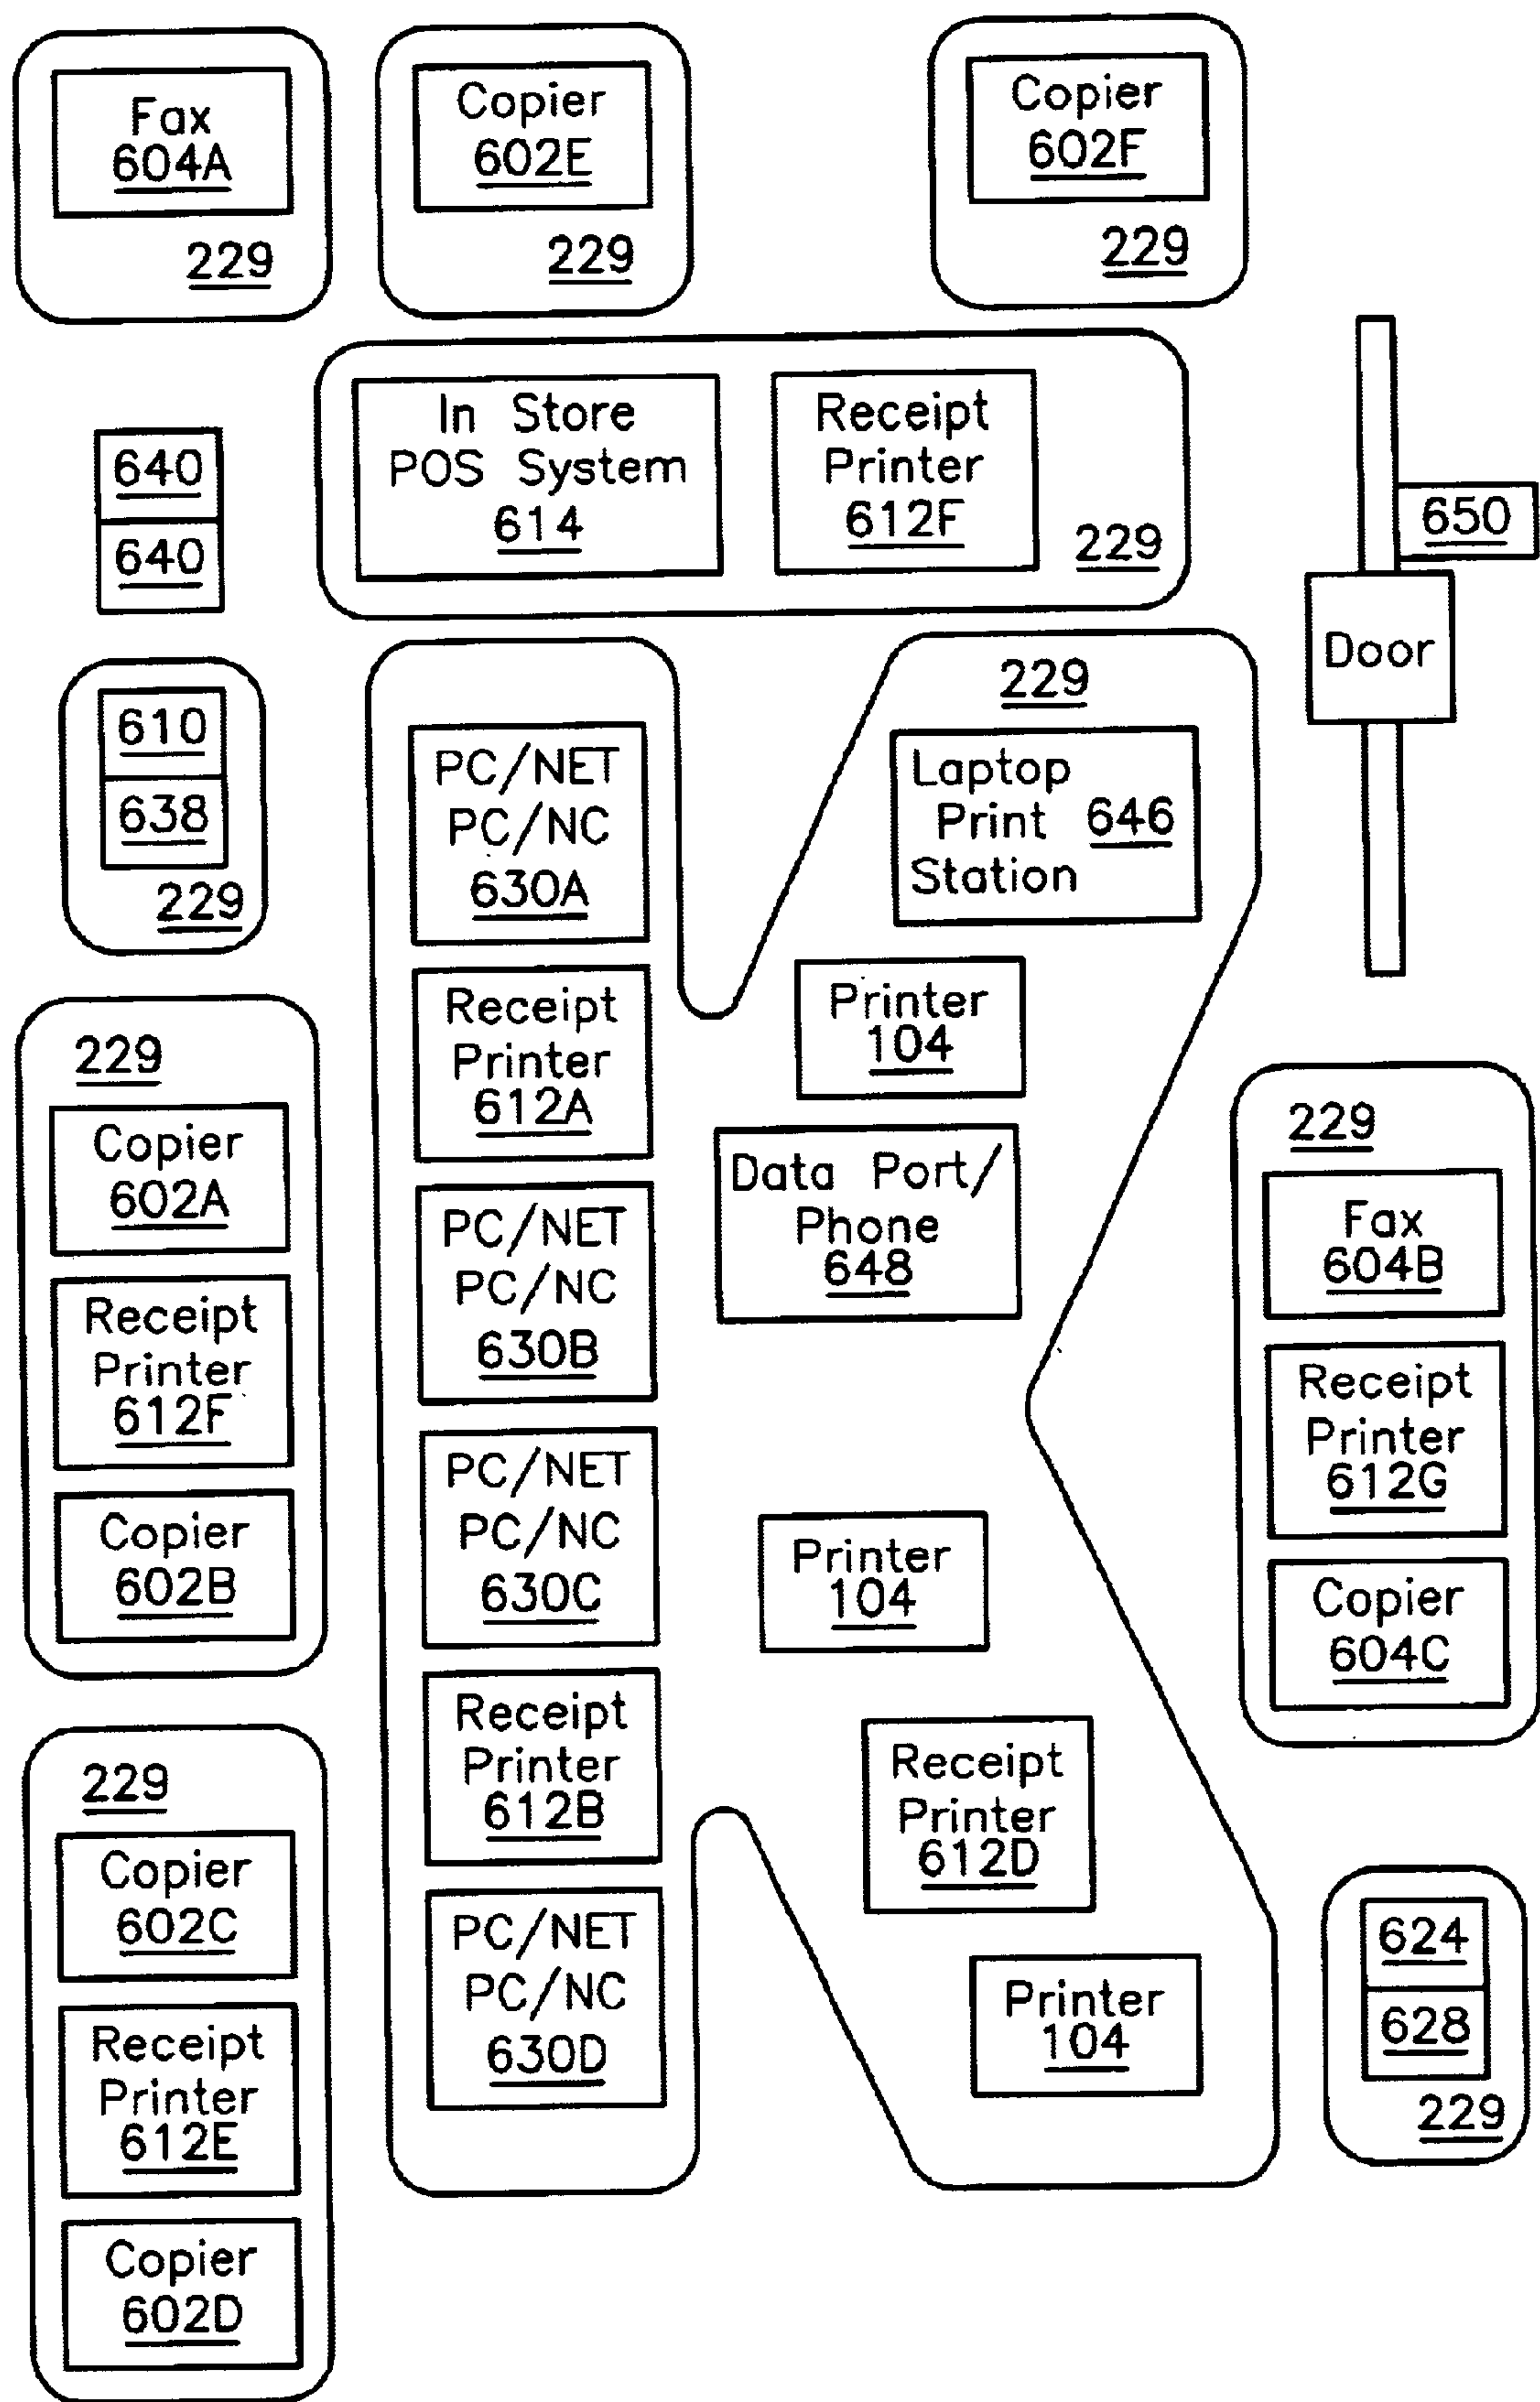 Fax
604A
229
Copier
602E
229
Copier
602F
229
In Store
POS System
614
Receipt
Printer
612F
229
640
640
650
Door
610
638
229
229
Laptop
Print 646
Station
PC/NET
PC/NC
630A
Receipt
Printer
612A
PC/NET
PC/NC
630B
PC/NET
PC/NC
630C
Receipt
Printer
612B
PC/NET
PC/NC
630D
Printer
104
Data Port/
Phone
648
Printer
104
Receipt
Printer
612D
Printer
104
229
Copier
602A
Receipt
Printer
612F
Copier
602B
229
Copier
602C
Receipt
Printer
612E
Copier
602D
229
Fax
604B
Receipt
Printer
612G
Copier
604C
624
628
229